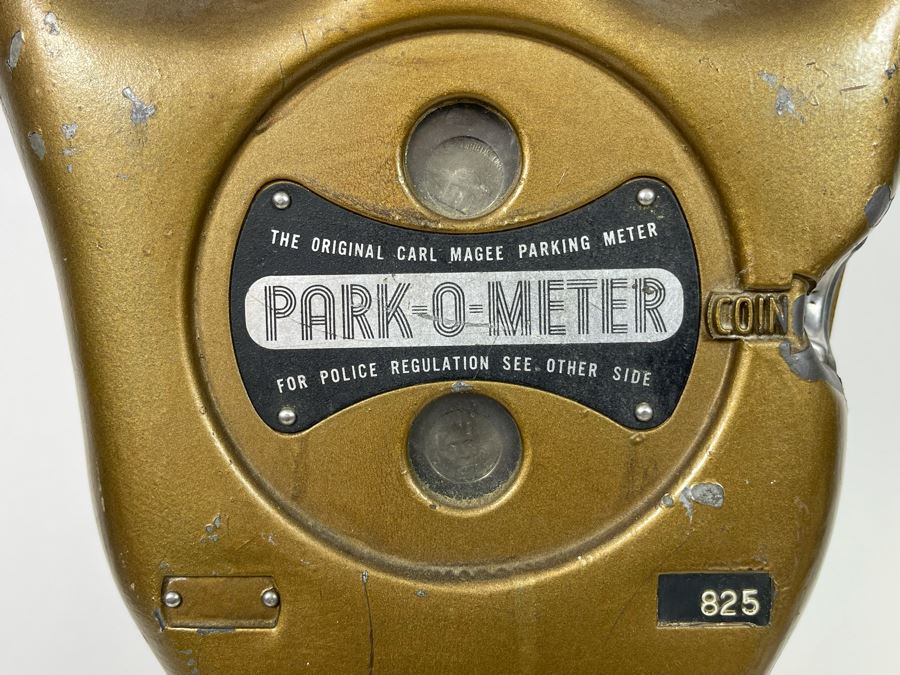 THE ORIGINAL CARL MAGEE PARKING METER
PARK-O-METER
COIN
FOR POLICE REGULATION SEE OTHER SIDE
825